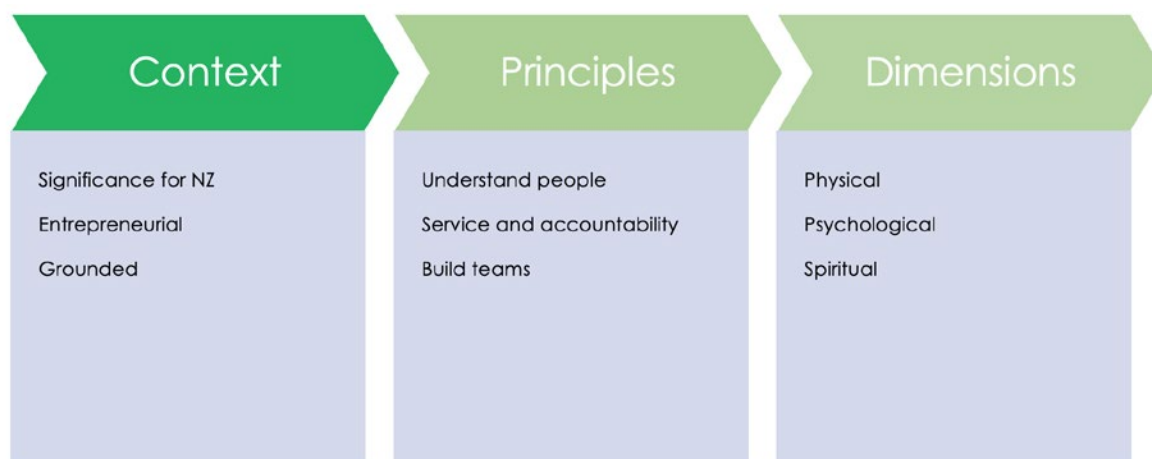 Context
Significance for NZ
Entrepreneurial
Grounded
Principles
Understand people
Service and accountability
Build teams
Dimensions
Physical
Psychological
Spiritual